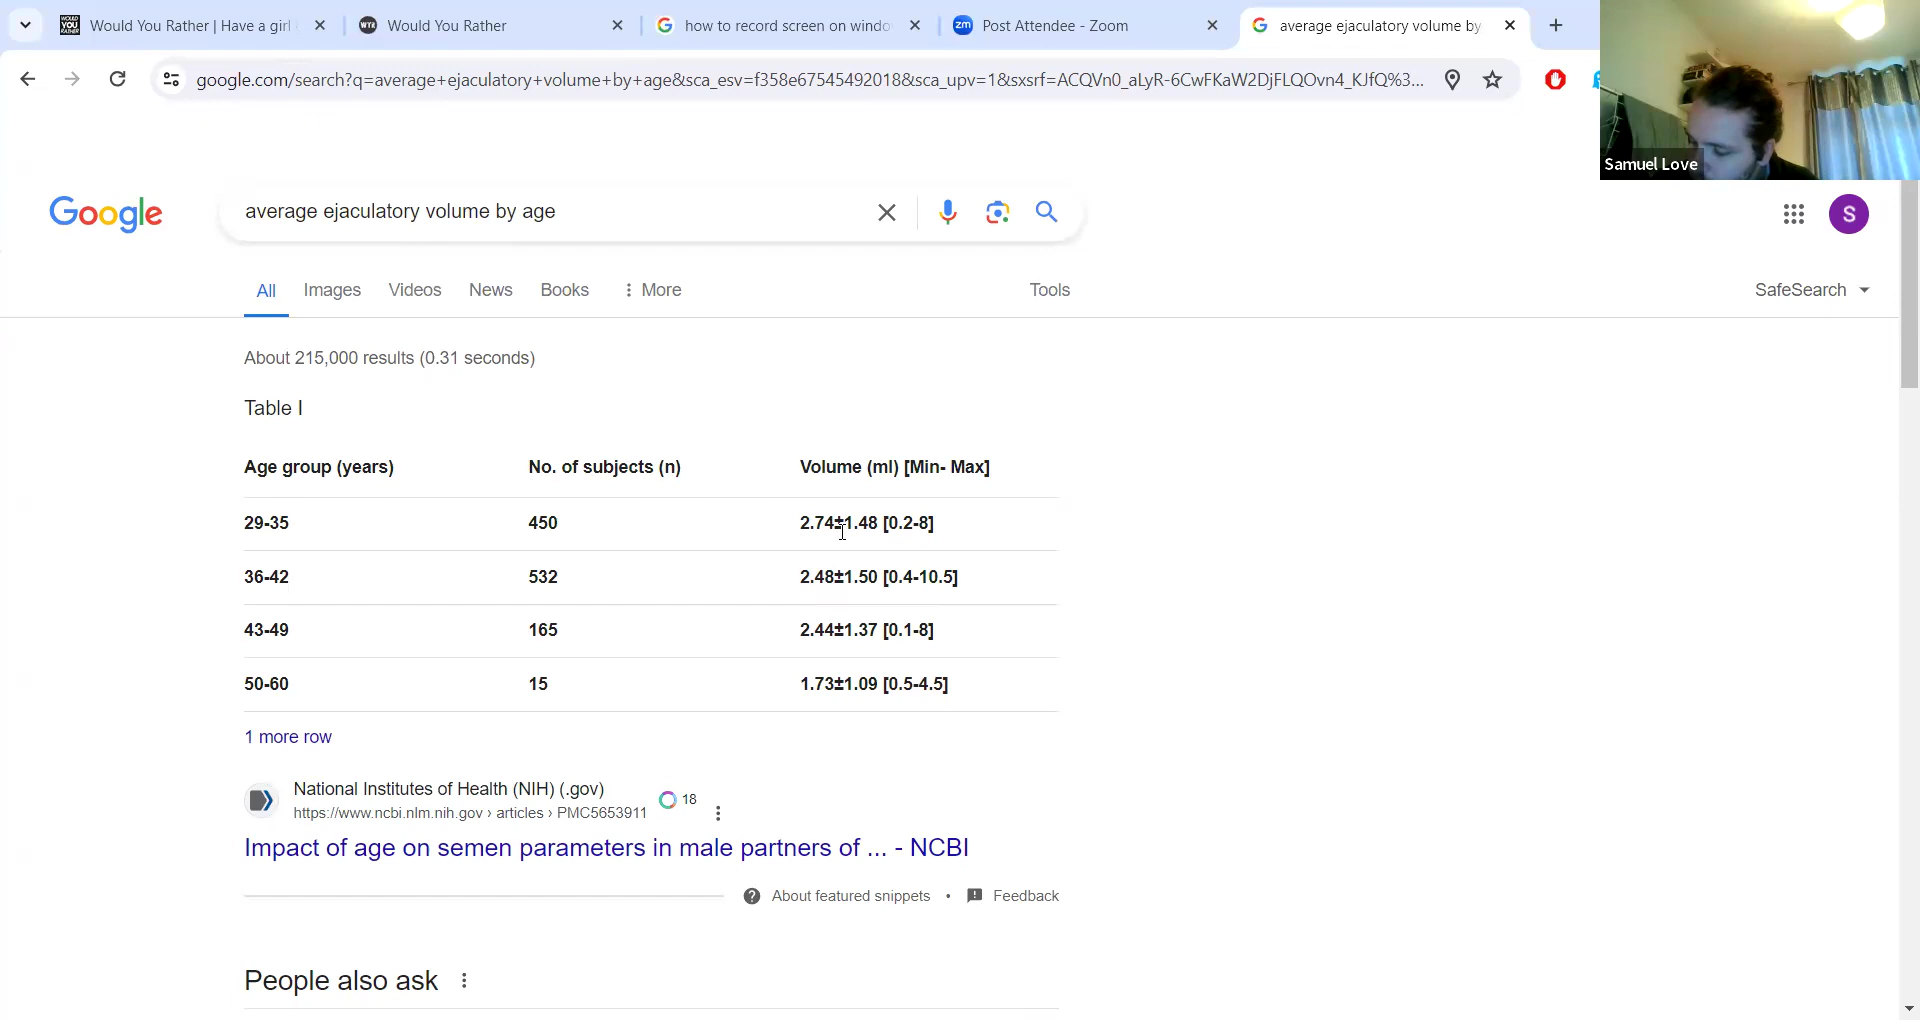 WOULD YOU RATHER
Would You Rather | Have a girl
WYR
Would You Rather
how to record screen on windo
zm
Post Attendee - Zoom
average ejaculatory volume by
google.com/search?q=average+ejaculatory+volume+by+age&sca_esv=f358e67545492018&sca_upv=1&sxsrf=ACQVn0_aLyR-6CwFKaW2DjFLQOvn4_KJfQ%3...
Samuel Love
Google
average ejaculatory volume by age
S
All
Images
Videos
News
Books
More
Tools
SafeSearch
About 215,000 results (0.31 seconds)
Table I
Age group (years) No. of subjects (n) Volume (ml) [Min- Max]
29-35 450 2.74±1.48 [0.2-8]
36-42 532 2.48±1.50 [0.4-10.5]
43-49 165 2.44±1.37 [0.1-8]
50-60 15 1.73±1.09 [0.5-4.5]
1 more row
National Institutes of Health (NIH) (.gov)
https://www.ncbi.nlm.nih.gov › articles › PMC5653911
18
Impact of age on semen parameters in male partners of ... - NCBI
About featured snippets • Feedback
People also ask